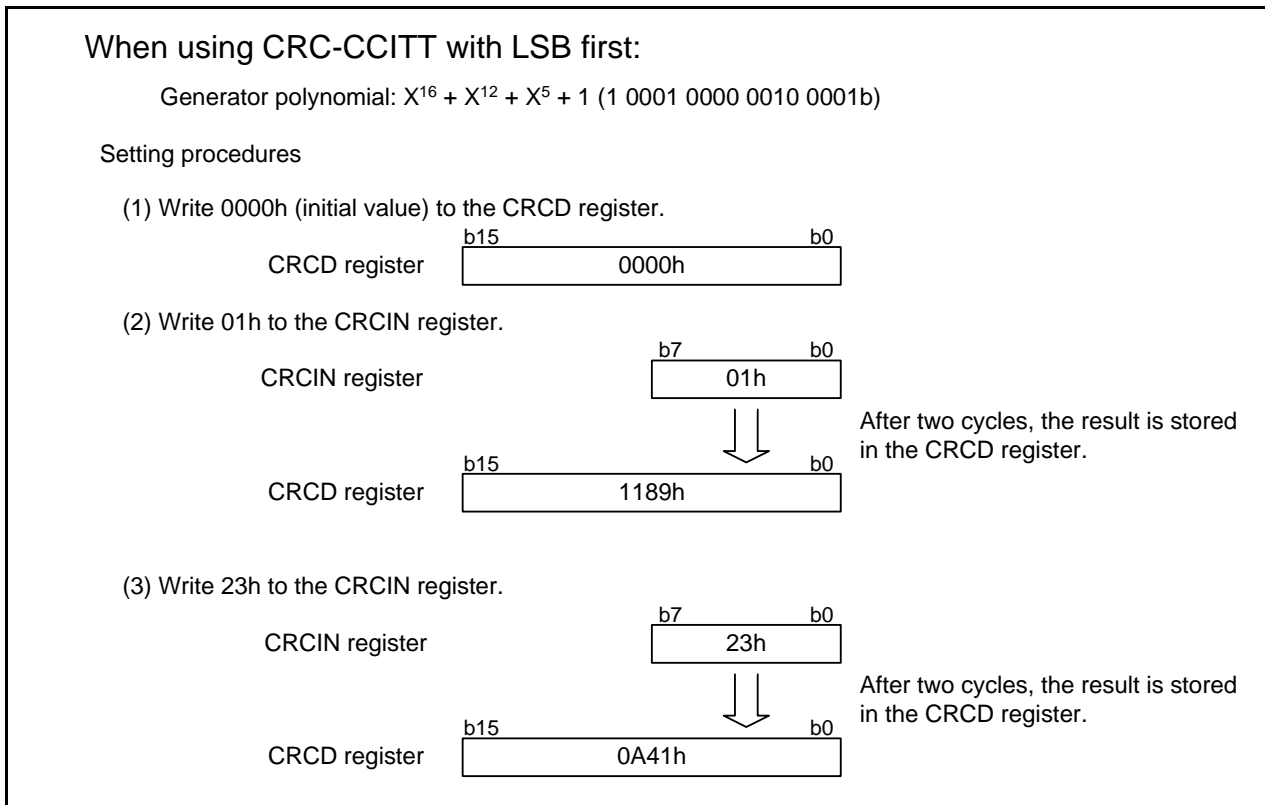 When using CRC-CCITT with LSB first:
Generator polynomial: X¹⁶ + X¹² + X⁵ + 1 (1 0001 0000 0010 0001b)
Setting procedures
(1) Write 0000h (initial value) to the CRCD register.
b15 b0
CRCD register 0000h
(2) Write 01h to the CRCIN register.
b7 b0
CRCIN register 01h
After two cycles, the result is stored
in the CRCD register.
b15 b0
CRCD register 1189h
(3) Write 23h to the CRCIN register.
b7 b0
CRCIN register 23h
After two cycles, the result is stored
in the CRCD register.
b15 b0
CRCD register 0A41h